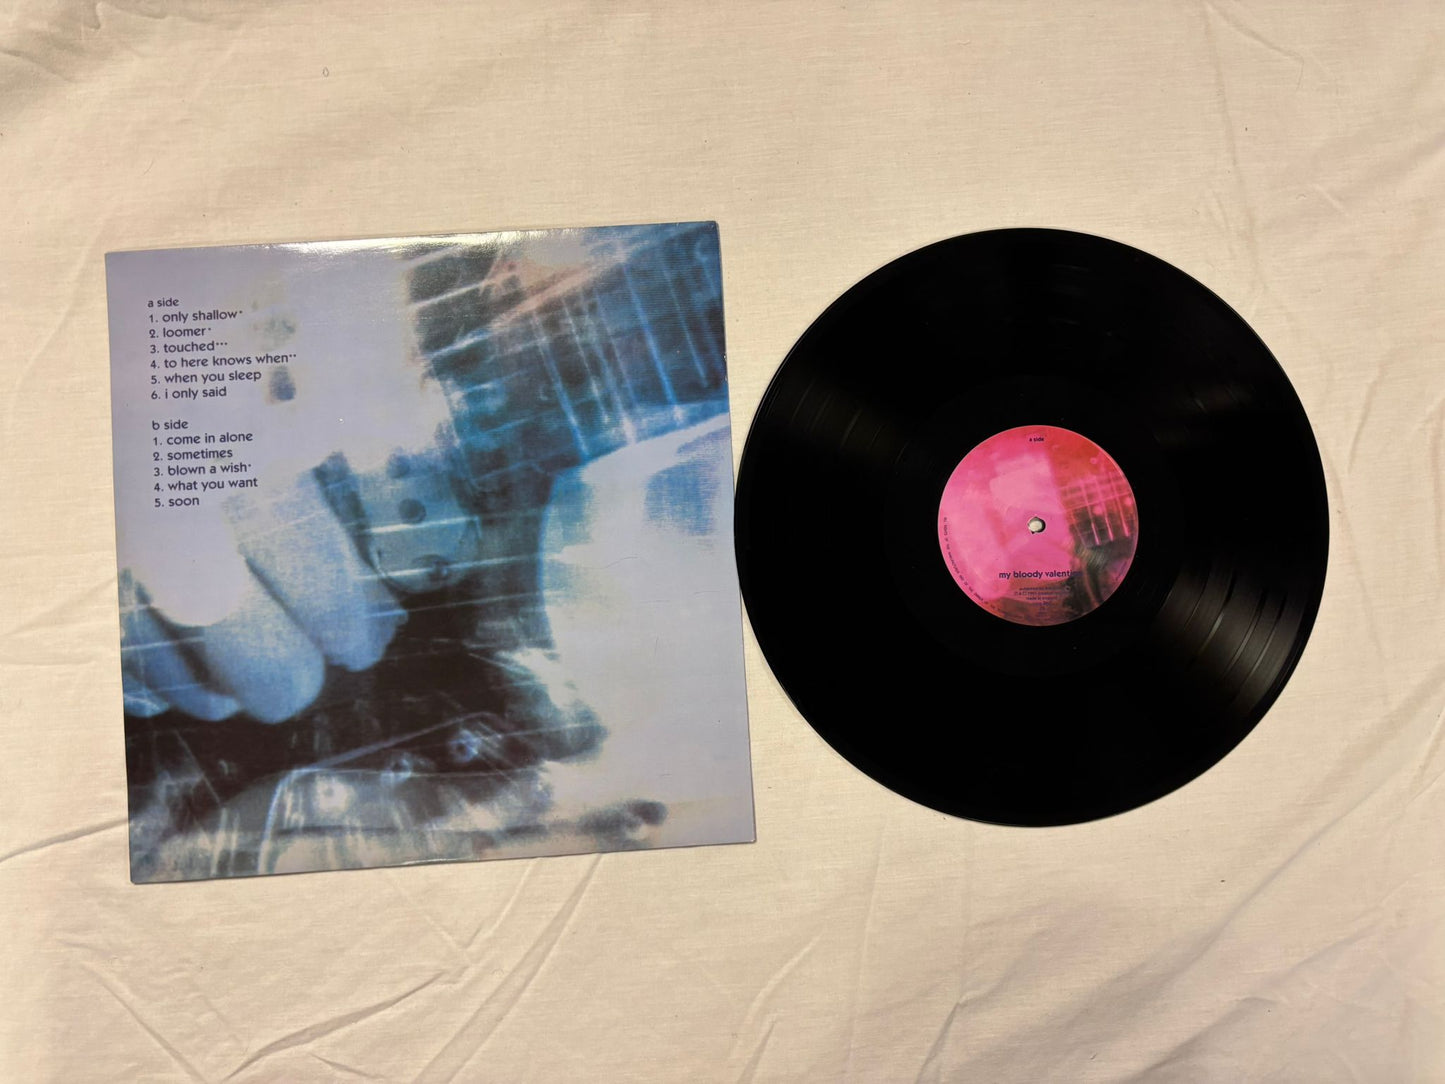 a side
1. only shallow*
2. loomer*
3. touched***
4. to here knows when**
5. when you sleep
6. i only said
b side
1. come in alone
2. sometimes
3. blown a wish*
4. what you want
5. soon
a side
my bloody valentine